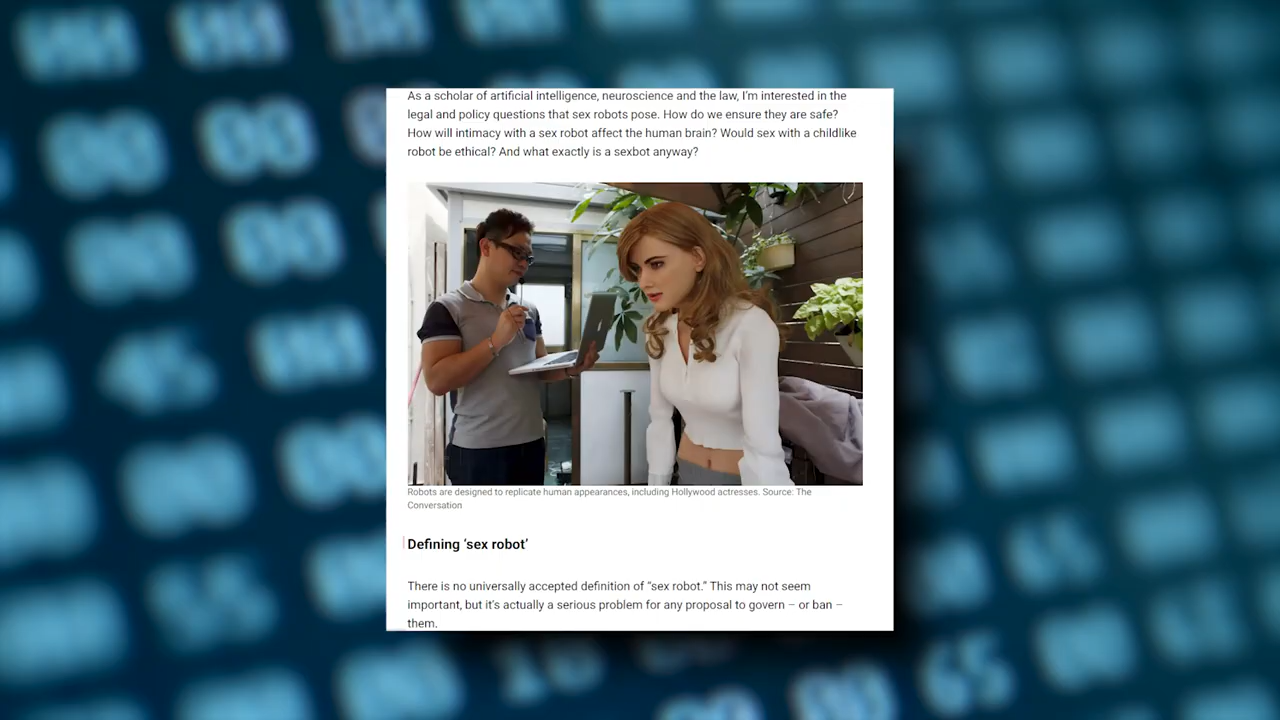 As a scholar of artificial intelligence, neuroscience and the law, I'm interested in the
legal and policy questions that sex robots pose. How do we ensure they are safe?
How will intimacy with a sex robot affect the human brain? Would sex with a childlike
robot be ethical? And what exactly is a sexbot anyway?
Robots are designed to replicate human appearances, including Hollywood actresses. Source: The
Conversation
Defining ‘sex robot’
There is no universally accepted definition of “sex robot.” This may not seem
important, but it's actually a serious problem for any proposal to govern – or ban –
them.
65